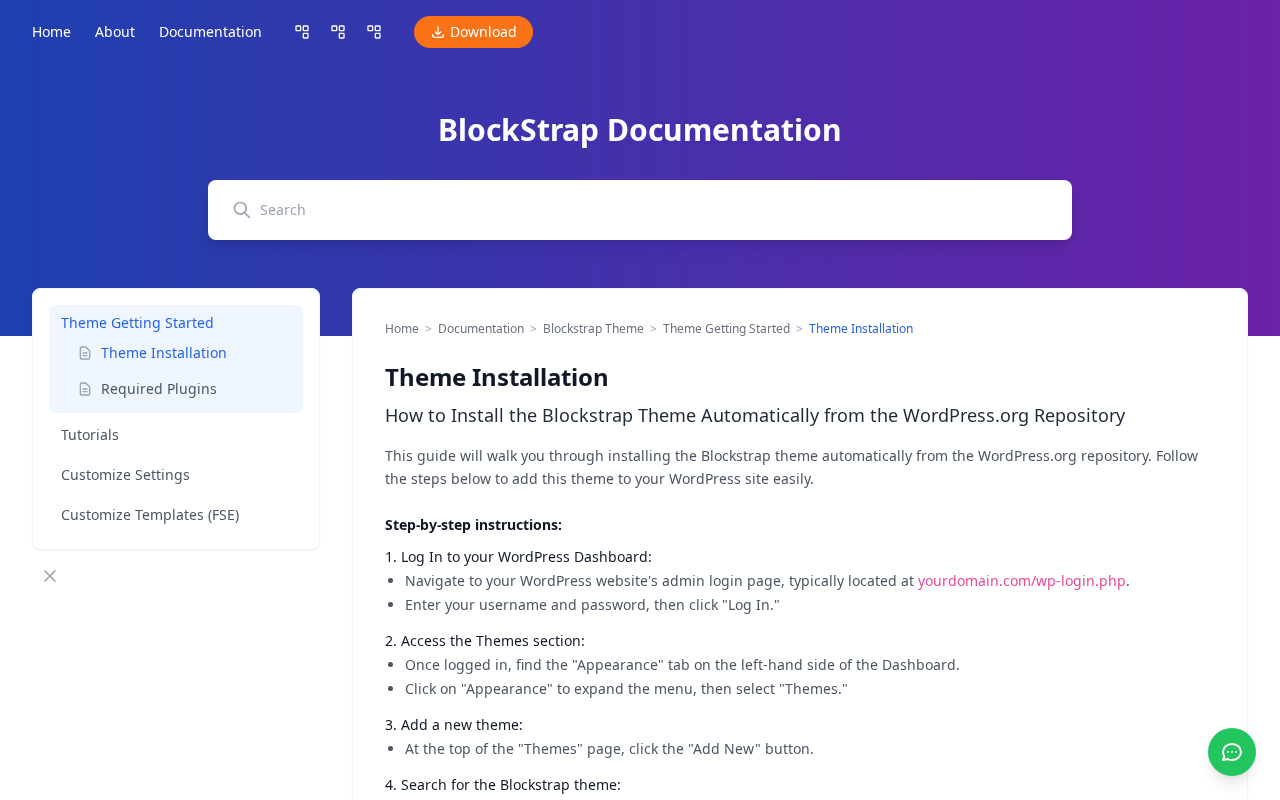 Home About Documentation Download
BlockStrap Documentation
Search
Theme Getting Started
Theme Installation
Required Plugins
Tutorials
Customize Settings
Customize Templates (FSE)
Home > Documentation > Blockstrap Theme > Theme Getting Started > Theme Installation
Theme Installation
How to Install the Blockstrap Theme Automatically from the WordPress.org Repository
This guide will walk you through installing the Blockstrap theme automatically from the WordPress.org repository. Follow
the steps below to add this theme to your WordPress site easily.
Step-by-step instructions:
1. Log In to your WordPress Dashboard:
• Navigate to your WordPress website's admin login page, typically located at yourdomain.com/wp-login.php.
• Enter your username and password, then click "Log In."
2. Access the Themes section:
• Once logged in, find the "Appearance" tab on the left-hand side of the Dashboard.
• Click on "Appearance" to expand the menu, then select "Themes."
3. Add a new theme:
• At the top of the "Themes" page, click the "Add New" button.
4. Search for the Blockstrap theme: